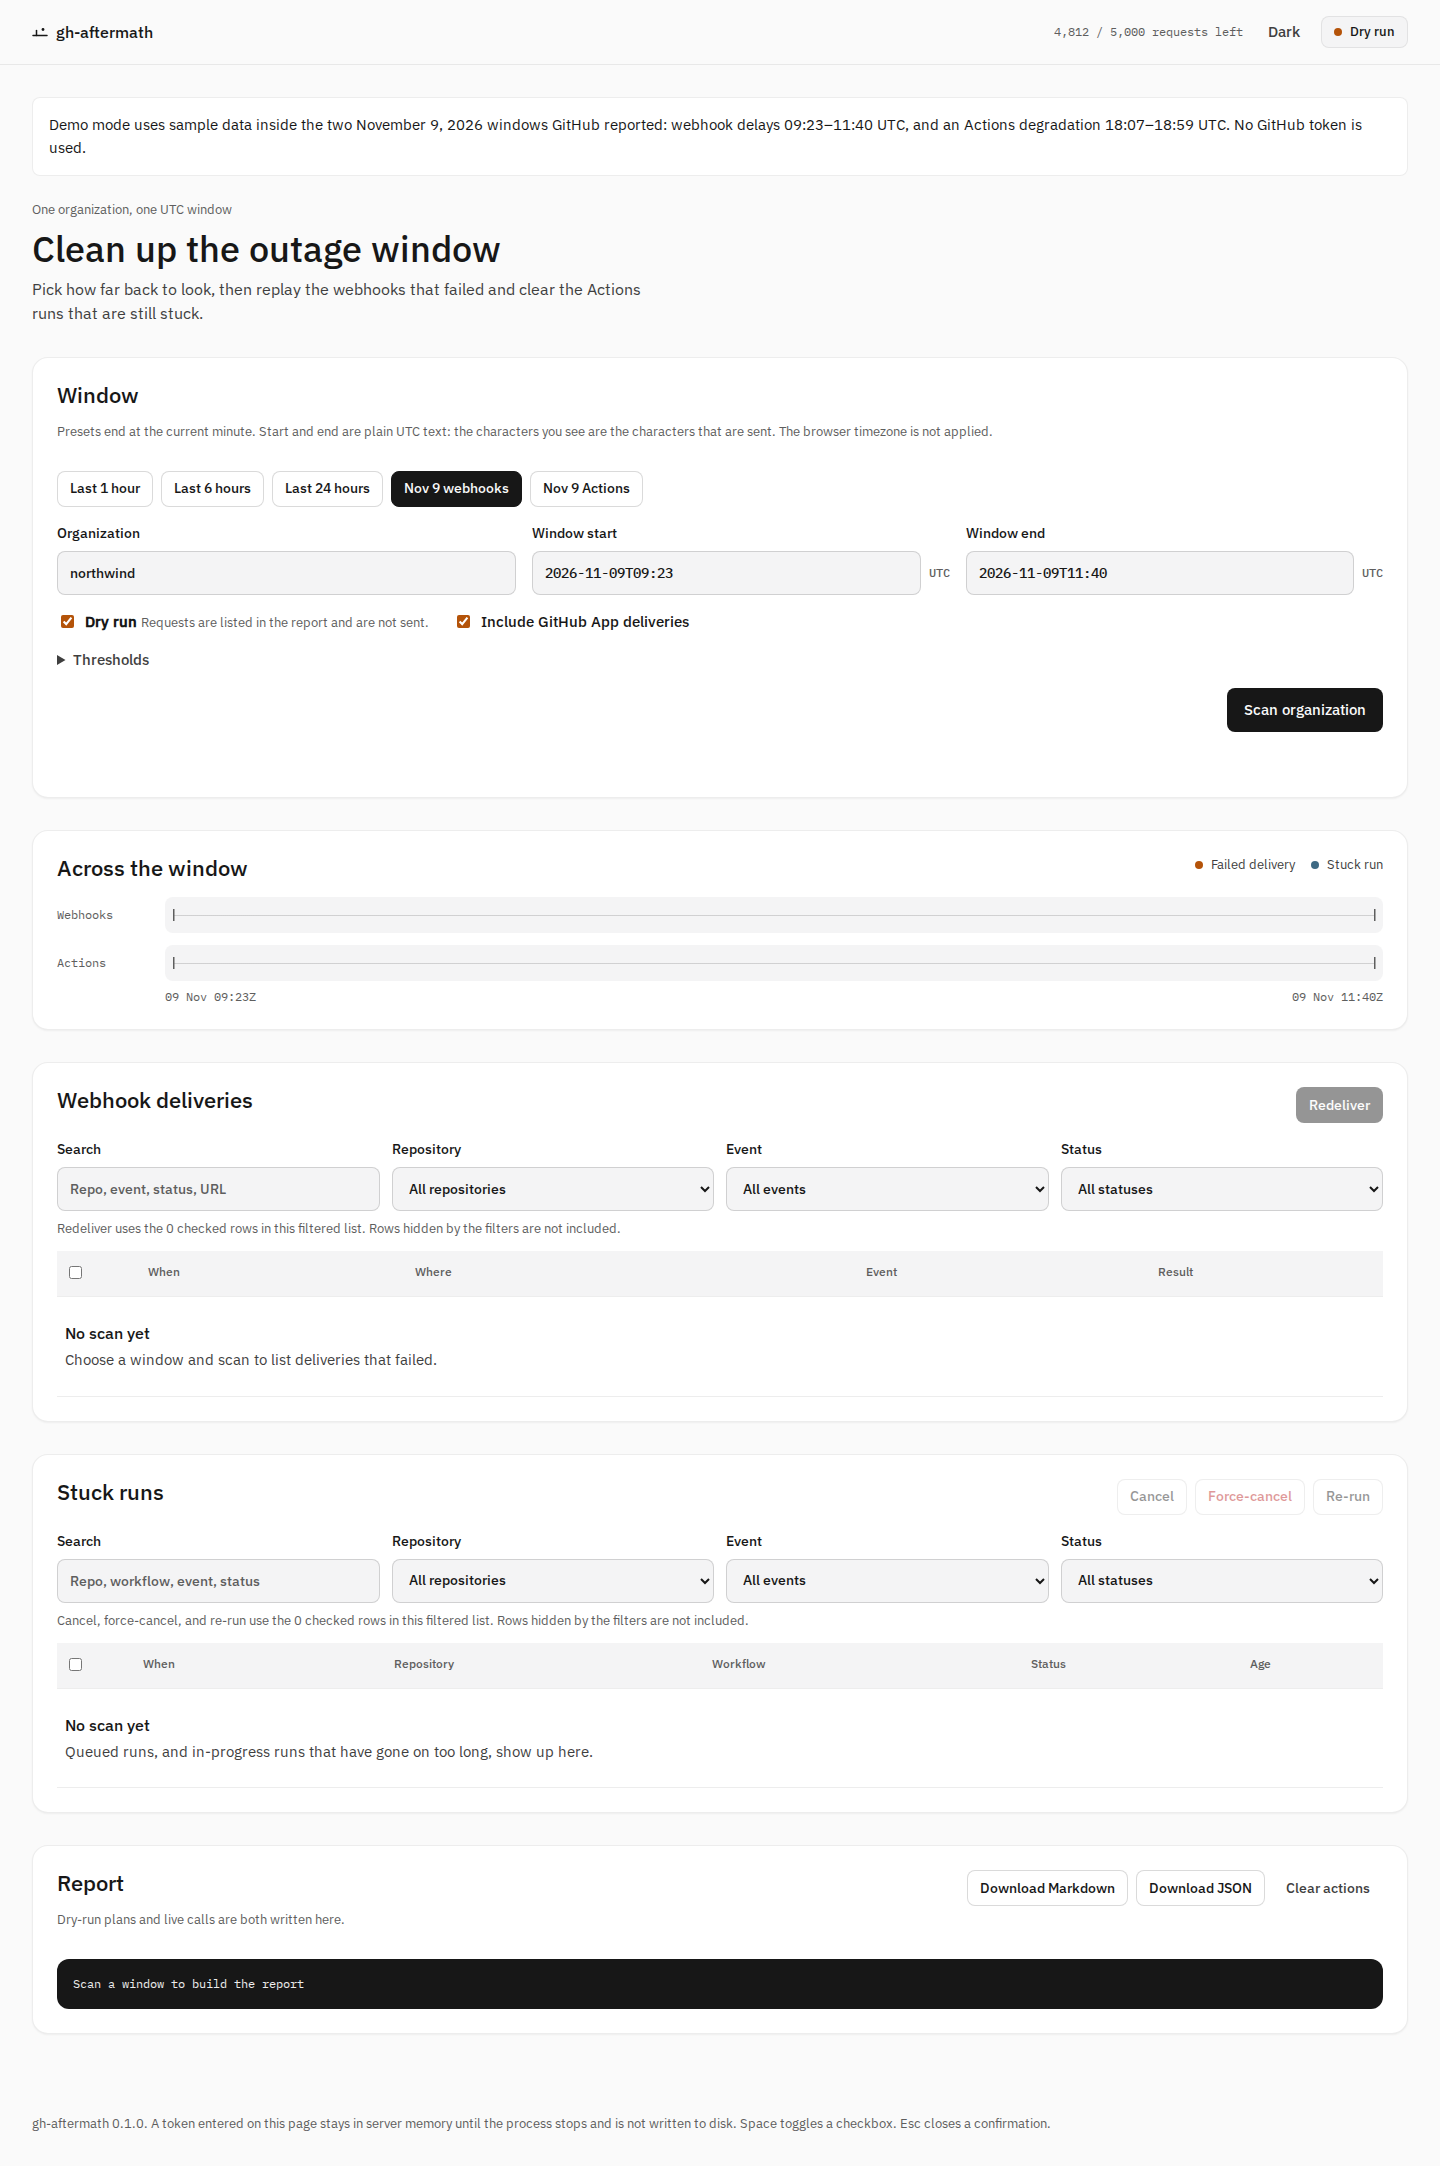 gh-aftermath
4,812 / 5,000 requests left
Dark
Dry run
Demo mode uses sample data inside the two November 9, 2026 windows GitHub reported: webhook delays 09:23–11:40 UTC, and an Actions degradation 18:07–18:59 UTC. No GitHub token is
used.
One organization, one UTC window
Clean up the outage window
Pick how far back to look, then replay the webhooks that failed and clear the Actions
runs that are still stuck.
Window
Presets end at the current minute. Start and end are plain UTC text: the characters you see are the characters that are sent. The browser timezone is not applied.
Last 1 hour
Last 6 hours
Last 24 hours
Nov 9 webhooks
Nov 9 Actions
Organization
Window start
Window end
northwind
2026-11-09T09:23
UTC
2026-11-09T11:40
UTC
Dry run Requests are listed in the report and are not sent.
Include GitHub App deliveries
Thresholds
Scan organization
Across the window
Failed delivery
Stuck run
Webhooks
Actions
09 Nov 09:23Z
09 Nov 11:40Z
Webhook deliveries
Redeliver
Search
Repository
Event
Status
Repo, event, status, URL
All repositories
All events
All statuses
Redeliver uses the 0 checked rows in this filtered list. Rows hidden by the filters are not included.
When
Where
Event
Result
No scan yet
Choose a window and scan to list deliveries that failed.
Stuck runs
Cancel
Force-cancel
Re-run
Search
Repository
Event
Status
Repo, workflow, event, status
All repositories
All events
All statuses
Cancel, force-cancel, and re-run use the 0 checked rows in this filtered list. Rows hidden by the filters are not included.
When
Repository
Workflow
Status
Age
No scan yet
Queued runs, and in-progress runs that have gone on too long, show up here.
Report
Download Markdown
Download JSON
Clear actions
Dry-run plans and live calls are both written here.
Scan a window to build the report
gh-aftermath 0.1.0. A token entered on this page stays in server memory until the process stops and is not written to disk. Space toggles a checkbox. Esc closes a confirmation.